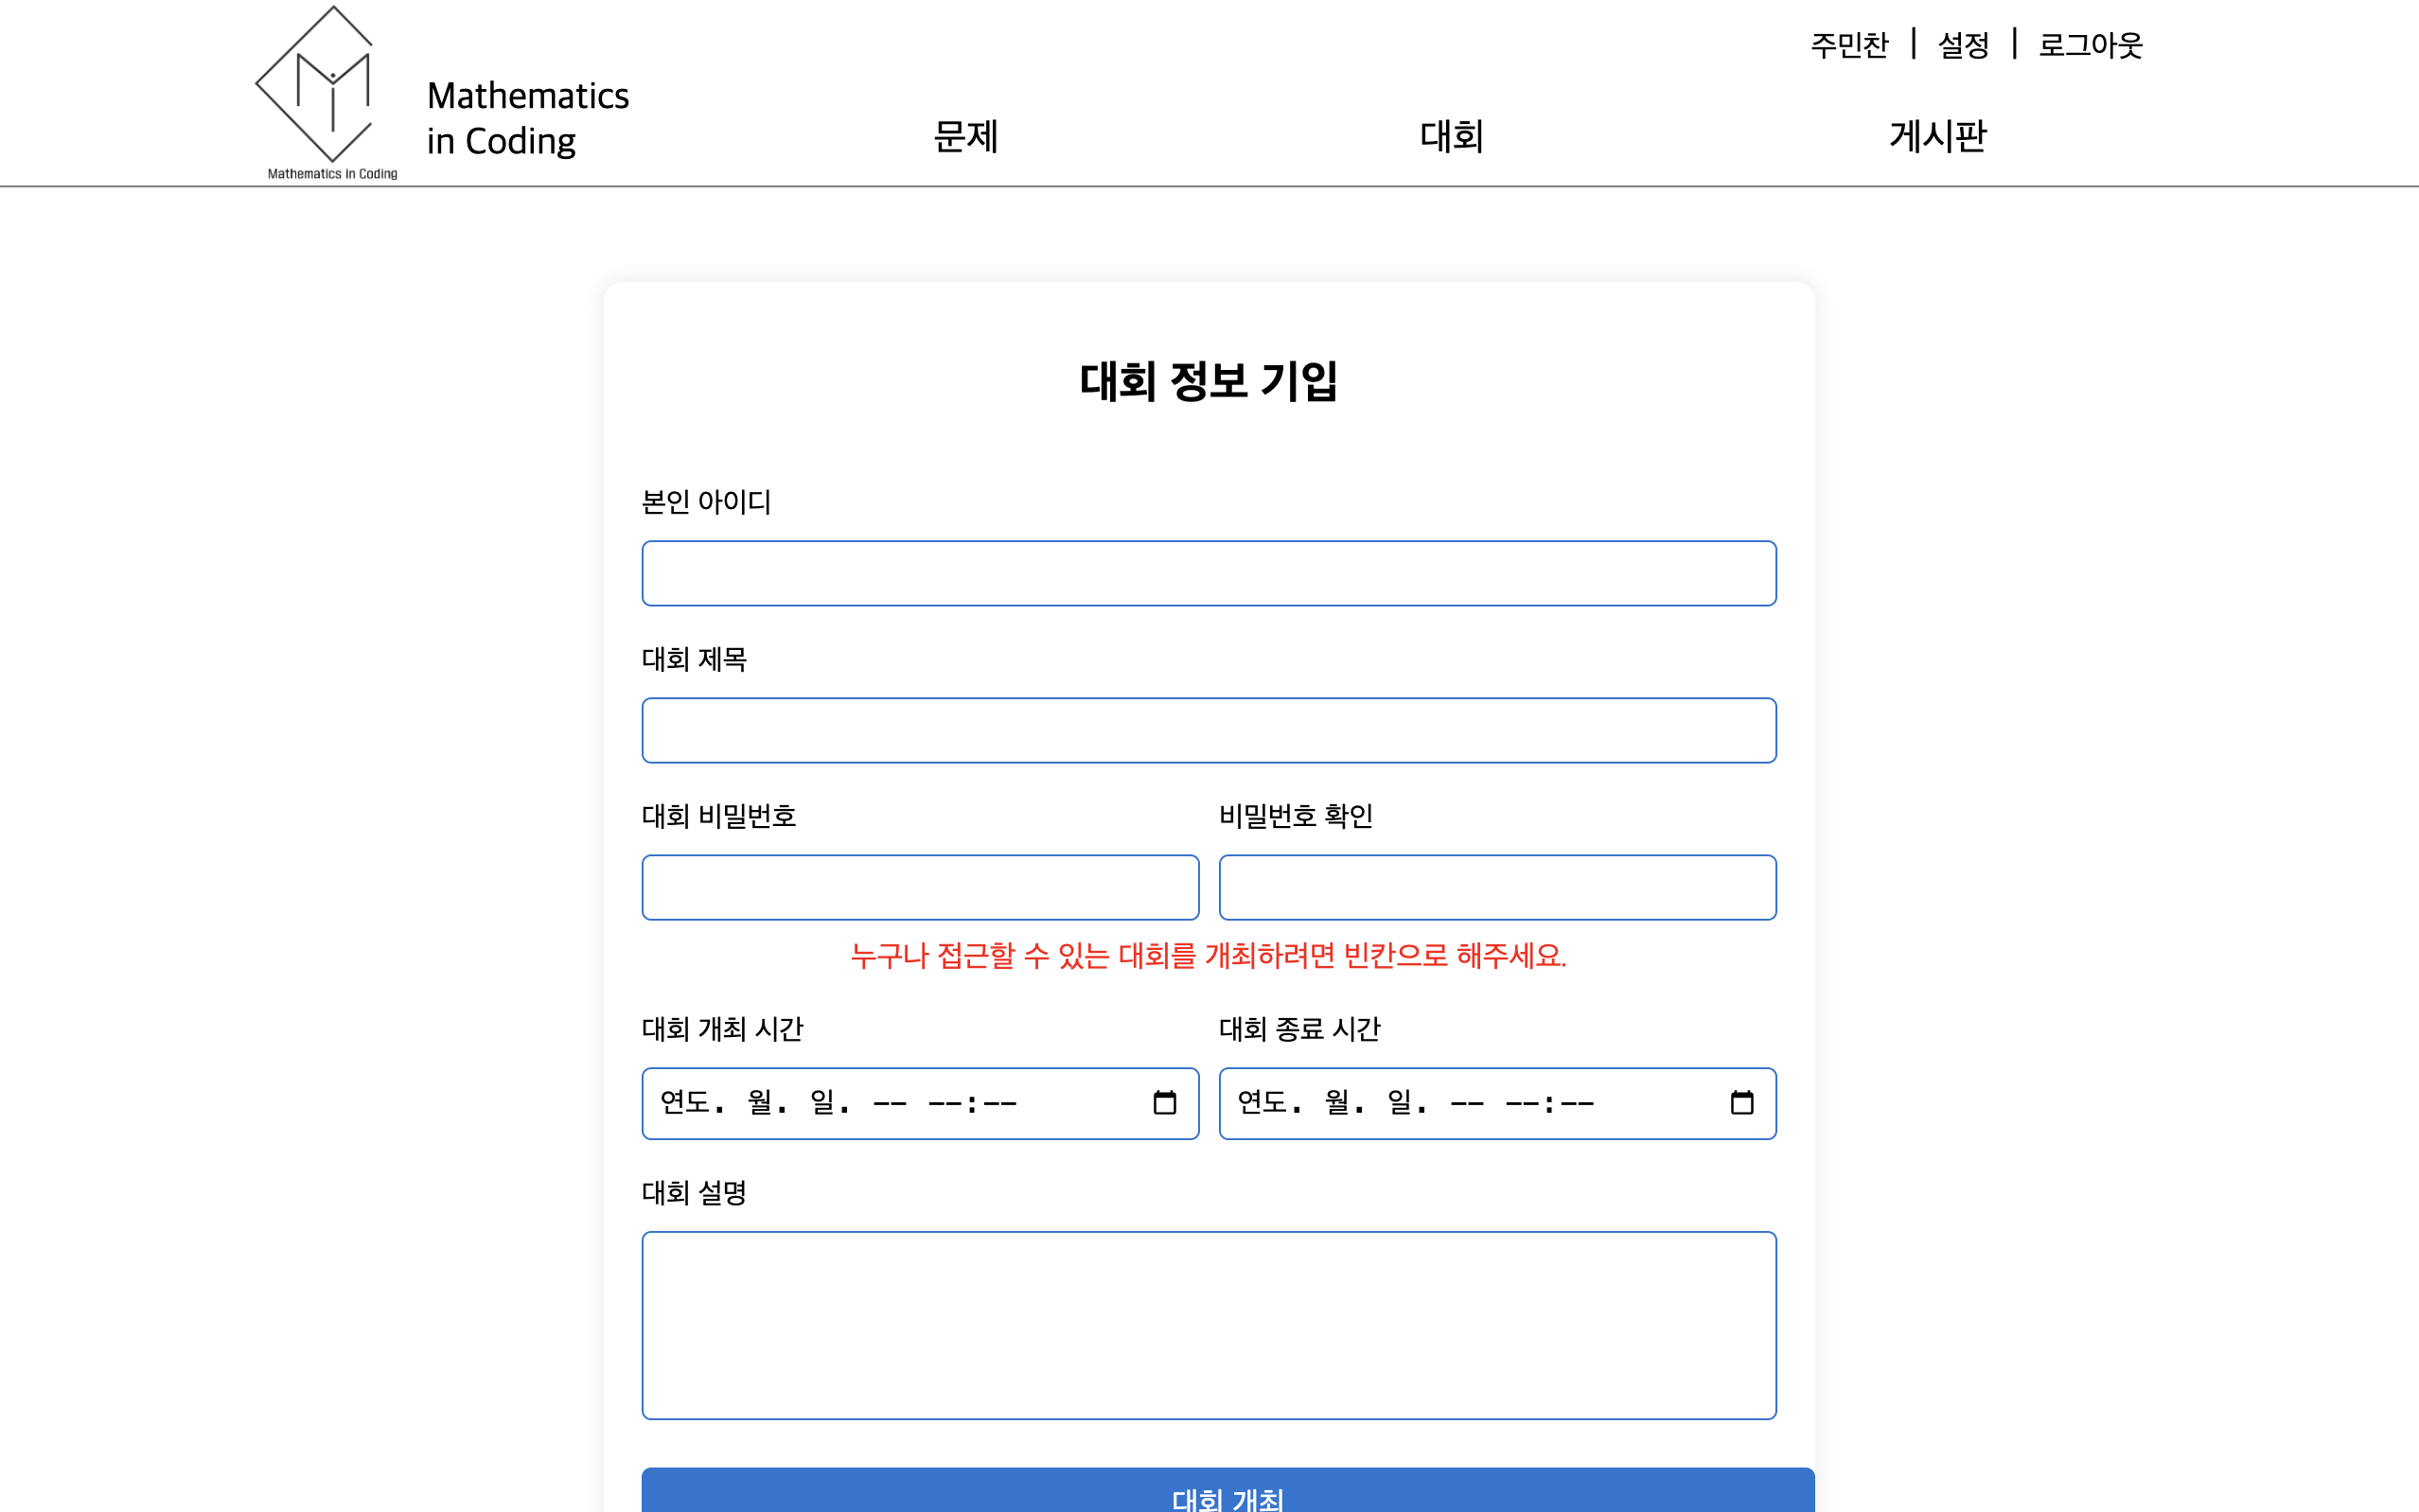 주민찬 | 설정 | 로그아웃
Mathematics
in Coding
Mathematics in Coding
문제 대회 게시판
대회 정보 기입
본인 아이디
대회 제목
대회 비밀번호 비밀번호 확인
누구나 접근할 수 있는 대회를 개최하려면 빈칸으로 해주세요.
대회 개최 시간 대회 종료 시간
연도. 월. 일. -- --:-- 연도. 월. 일. -- --:--
대회 설명
대회 개최